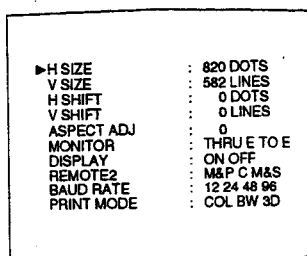 ▶H SIZE : 820 DOTS
V SIZE : 582 LINES
H SHIFT : 0 DOTS
V SHIFT : 0 LINES
ASPECT ADJ : 0
MONITOR : THRU E TO E
DISPLAY : ON OFF
REMOTE2 : M&P C M&S
BAUD RATE : 12 24 48 96
PRINT MODE : COL BW 3D